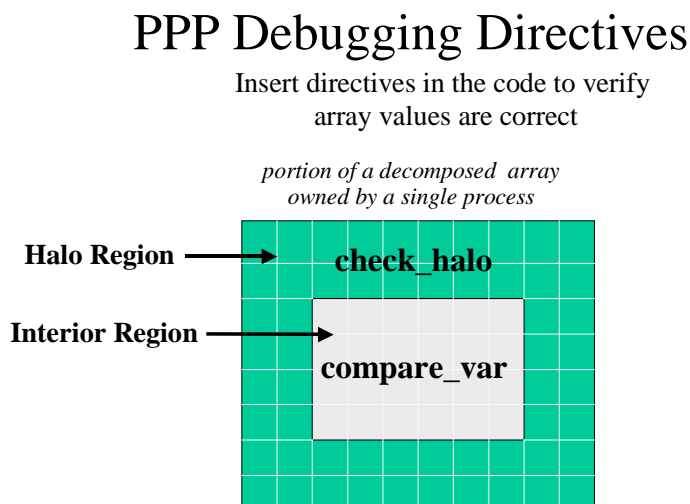 PPP Debugging Directives
Insert directives in the code to verify
array values are correct
portion of a decomposed array
owned by a single process
Halo Region
check_halo
Interior Region
compare_var